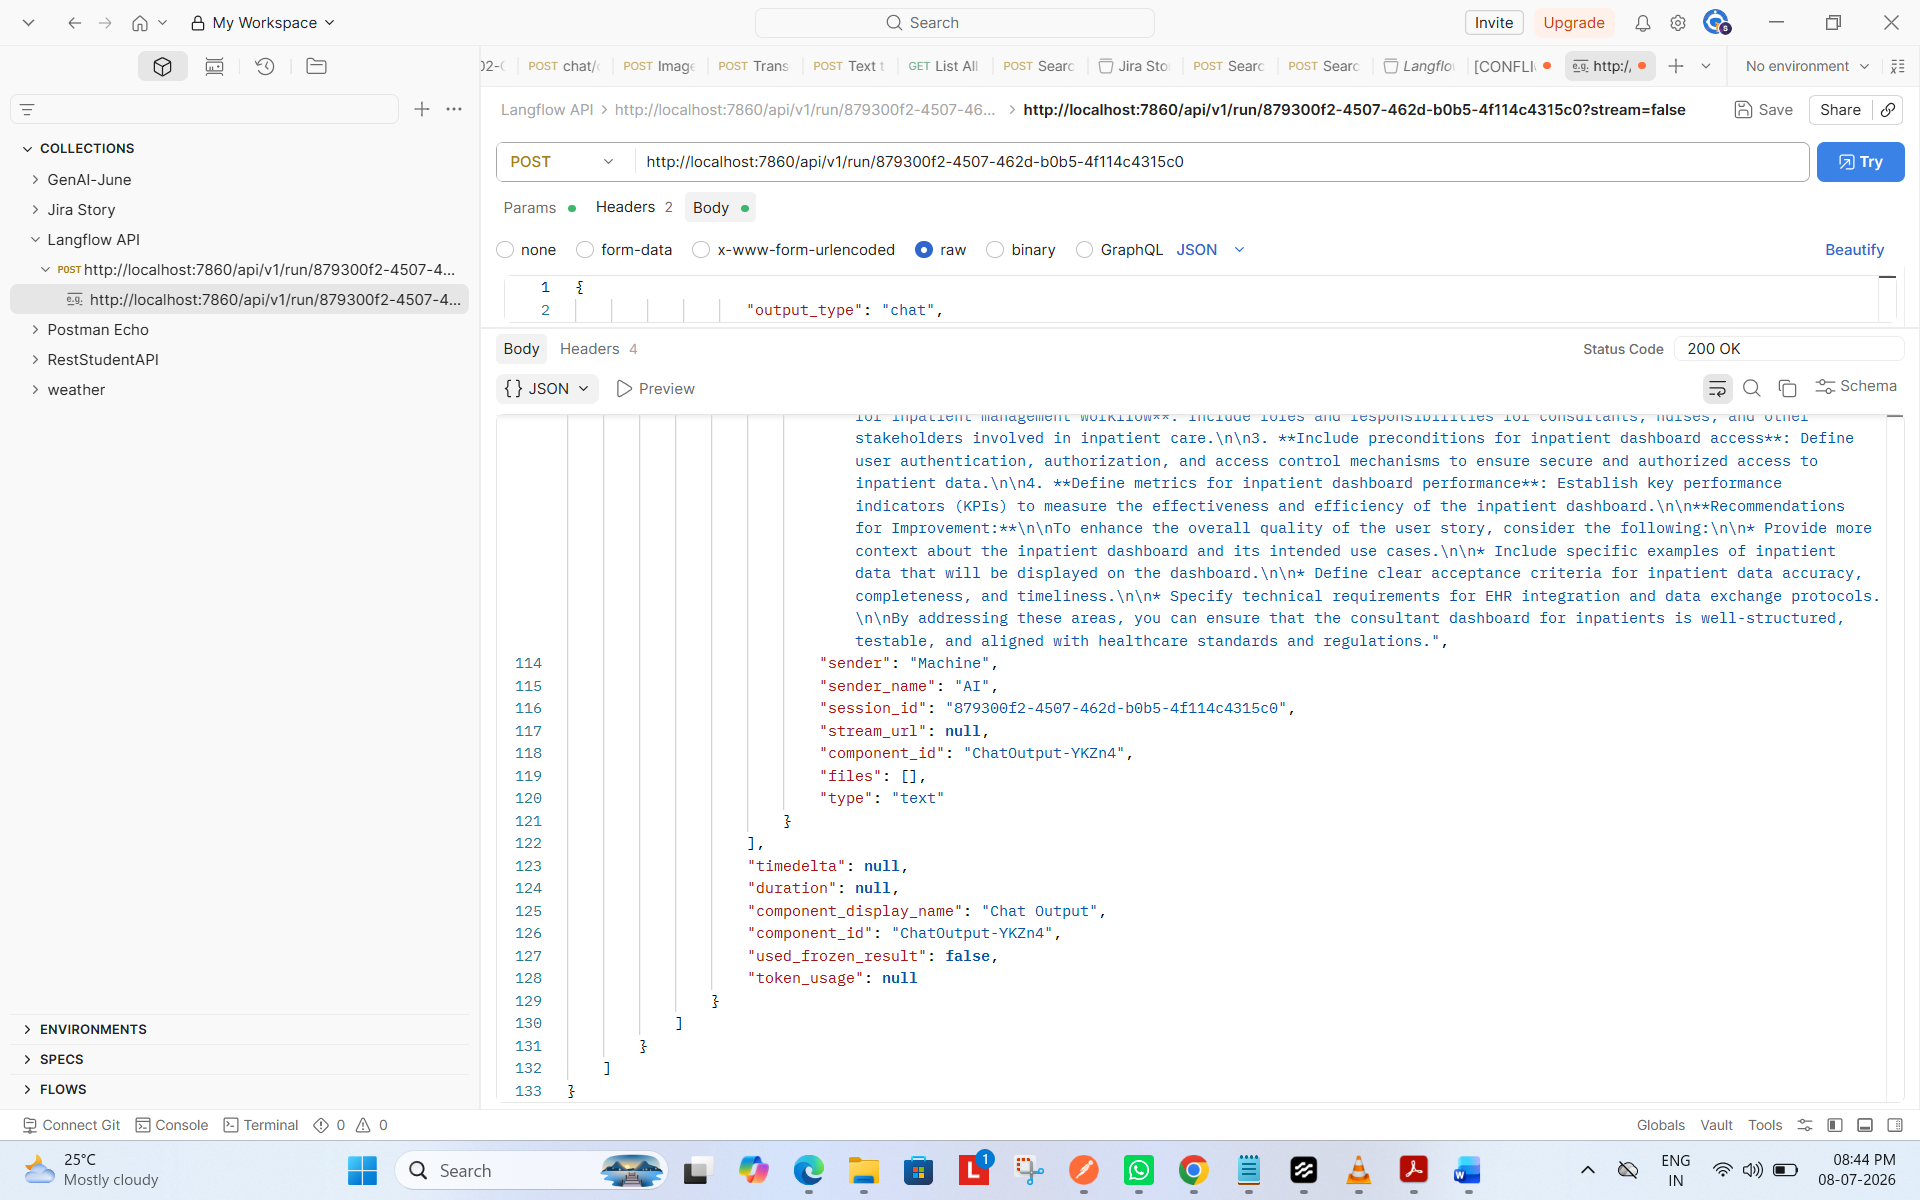 My Workspace
Search
Invite
Upgrade
02-
POST chat/
POST Image
POST Trans
POST Text t
GET List All
POST Searc
Jira Sto
POST Searc
POST Searc
Langflo
[CONFLI
http:/
No environment
COLLECTIONS
GenAI-June
Jira Story
Langflow API
POST http://localhost:7860/api/v1/run/879300f2-4507-4...
e.g. http://localhost:7860/api/v1/run/879300f2-4507-4...
Postman Echo
RestStudentAPI
weather
ENVIRONMENTS
SPECS
FLOWS
Langflow API > http://localhost:7860/api/v1/run/879300f2-4507-46... > http://localhost:7860/api/v1/run/879300f2-4507-462d-b0b5-4f114c4315c0?stream=false
Save
Share
POST http://localhost:7860/api/v1/run/879300f2-4507-462d-b0b5-4f114c4315c0
Try
Params Headers 2 Body
none form-data x-www-form-urlencoded raw binary GraphQL JSON
Beautify
1 {
2 "output_type": "chat",
Body Headers 4
Status Code 200 OK
{} JSON Preview
Schema
for inpatient management workflow**: Include roles and responsibilities for consultants, nurses, and other
stakeholders involved in inpatient care.\n\n3. **Include preconditions for inpatient dashboard access**: Define
user authentication, authorization, and access control mechanisms to ensure secure and authorized access to
inpatient data.\n\n4. **Define metrics for inpatient dashboard performance**: Establish key performance
indicators (KPIs) to measure the effectiveness and efficiency of the inpatient dashboard.\n\n**Recommendations
for Improvement:**\n\nTo enhance the overall quality of the user story, consider the following:\n\n* Provide more
context about the inpatient dashboard and its intended use cases.\n\n* Include specific examples of inpatient
data that will be displayed on the dashboard.\n\n* Define clear acceptance criteria for inpatient data accuracy,
completeness, and timeliness.\n\n* Specify technical requirements for EHR integration and data exchange protocols.
\n\nBy addressing these areas, you can ensure that the consultant dashboard for inpatients is well-structured,
testable, and aligned with healthcare standards and regulations.",
114 "sender": "Machine",
115 "sender_name": "AI",
116 "session_id": "879300f2-4507-462d-b0b5-4f114c4315c0",
117 "stream_url": null,
118 "component_id": "ChatOutput-YKZn4",
119 "files": [],
120 "type": "text"
121 }
122 ],
123 "timedelta": null,
124 "duration": null,
125 "component_display_name": "Chat Output",
126 "component_id": "ChatOutput-YKZn4",
127 "used_frozen_result": false,
128 "token_usage": null
129 }
130 ]
131 }
132 ]
133 }
Connect Git Console Terminal 0 0
Globals Vault Tools
25°C
Mostly cloudy
Search
1
ENG
IN
08:44 PM
08-07-2026